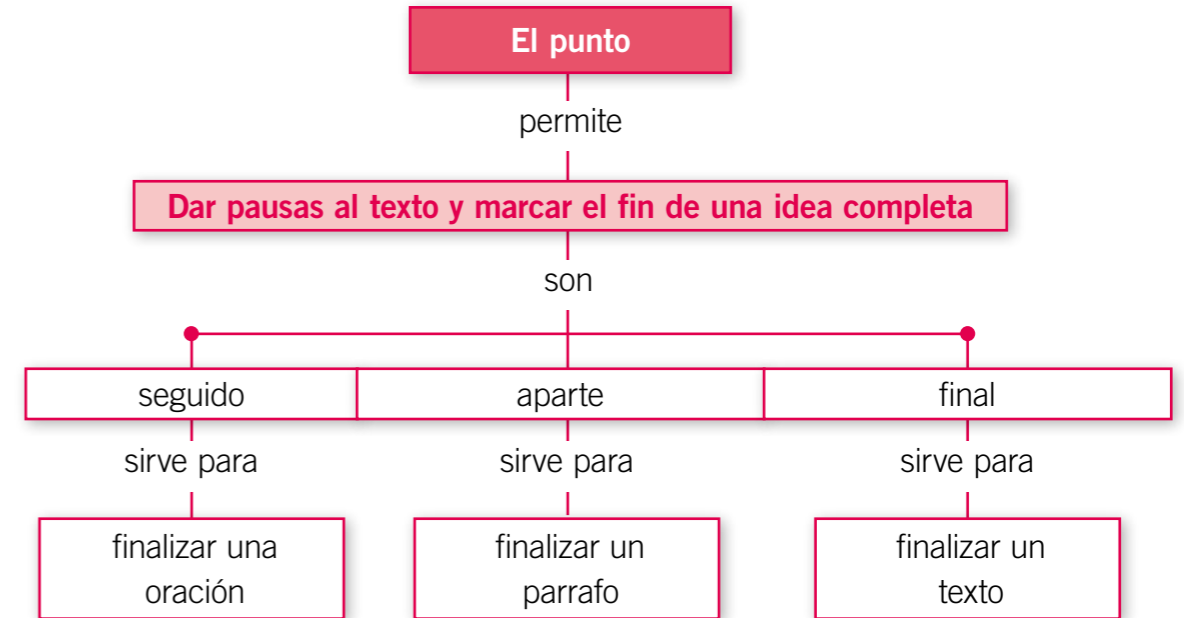 El punto
permite
Dar pausas al texto y marcar el fin de una idea completa
son
seguido
aparte
final
sirve para
sirve para
sirve para
finalizar una
oración
finalizar un
parrafo
finalizar un
texto